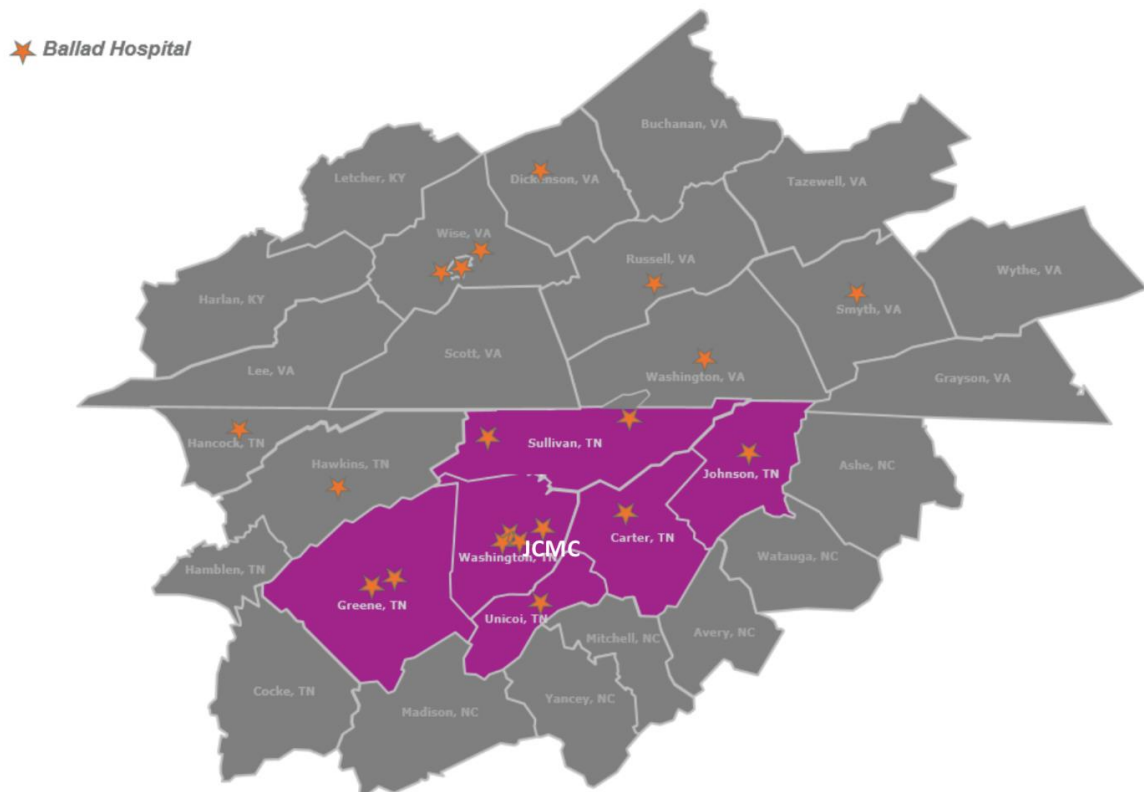 Ballad Hospital
Buchanan, VA
Letcher, KY
Dickenson, VA
Tazewell, VA
Wise, VA
Russell, VA
Wythe, VA
Harlan, KY
Smyth, VA
Scott, VA
Lee, VA
Washington, VA
Grayson, VA
Hancock, TN
Sullivan, TN
Hawkins, TN
Johnson, TN
Ashe, NC
Carter, TN
JCMC
Washington, TN
Watauga, NC
Hamblen, TN
Greene, TN
Unicoi, TN
Mitchell, NC
Avery, NC
Cocke, TN
Yancey, NC
Madison, NC